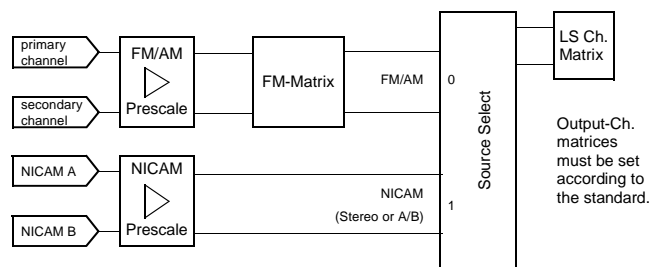 primary
channel
secondary
channel
FM/AM
Prescale
FM-Matrix
FM/AM
0
NICAM A
NICAM B
NICAM
Prescale
NICAM
(Stereo or A/B)
1
Source Select
LS Ch.
Matrix
Output-Ch.
matrices
must be set
according to
the standard.